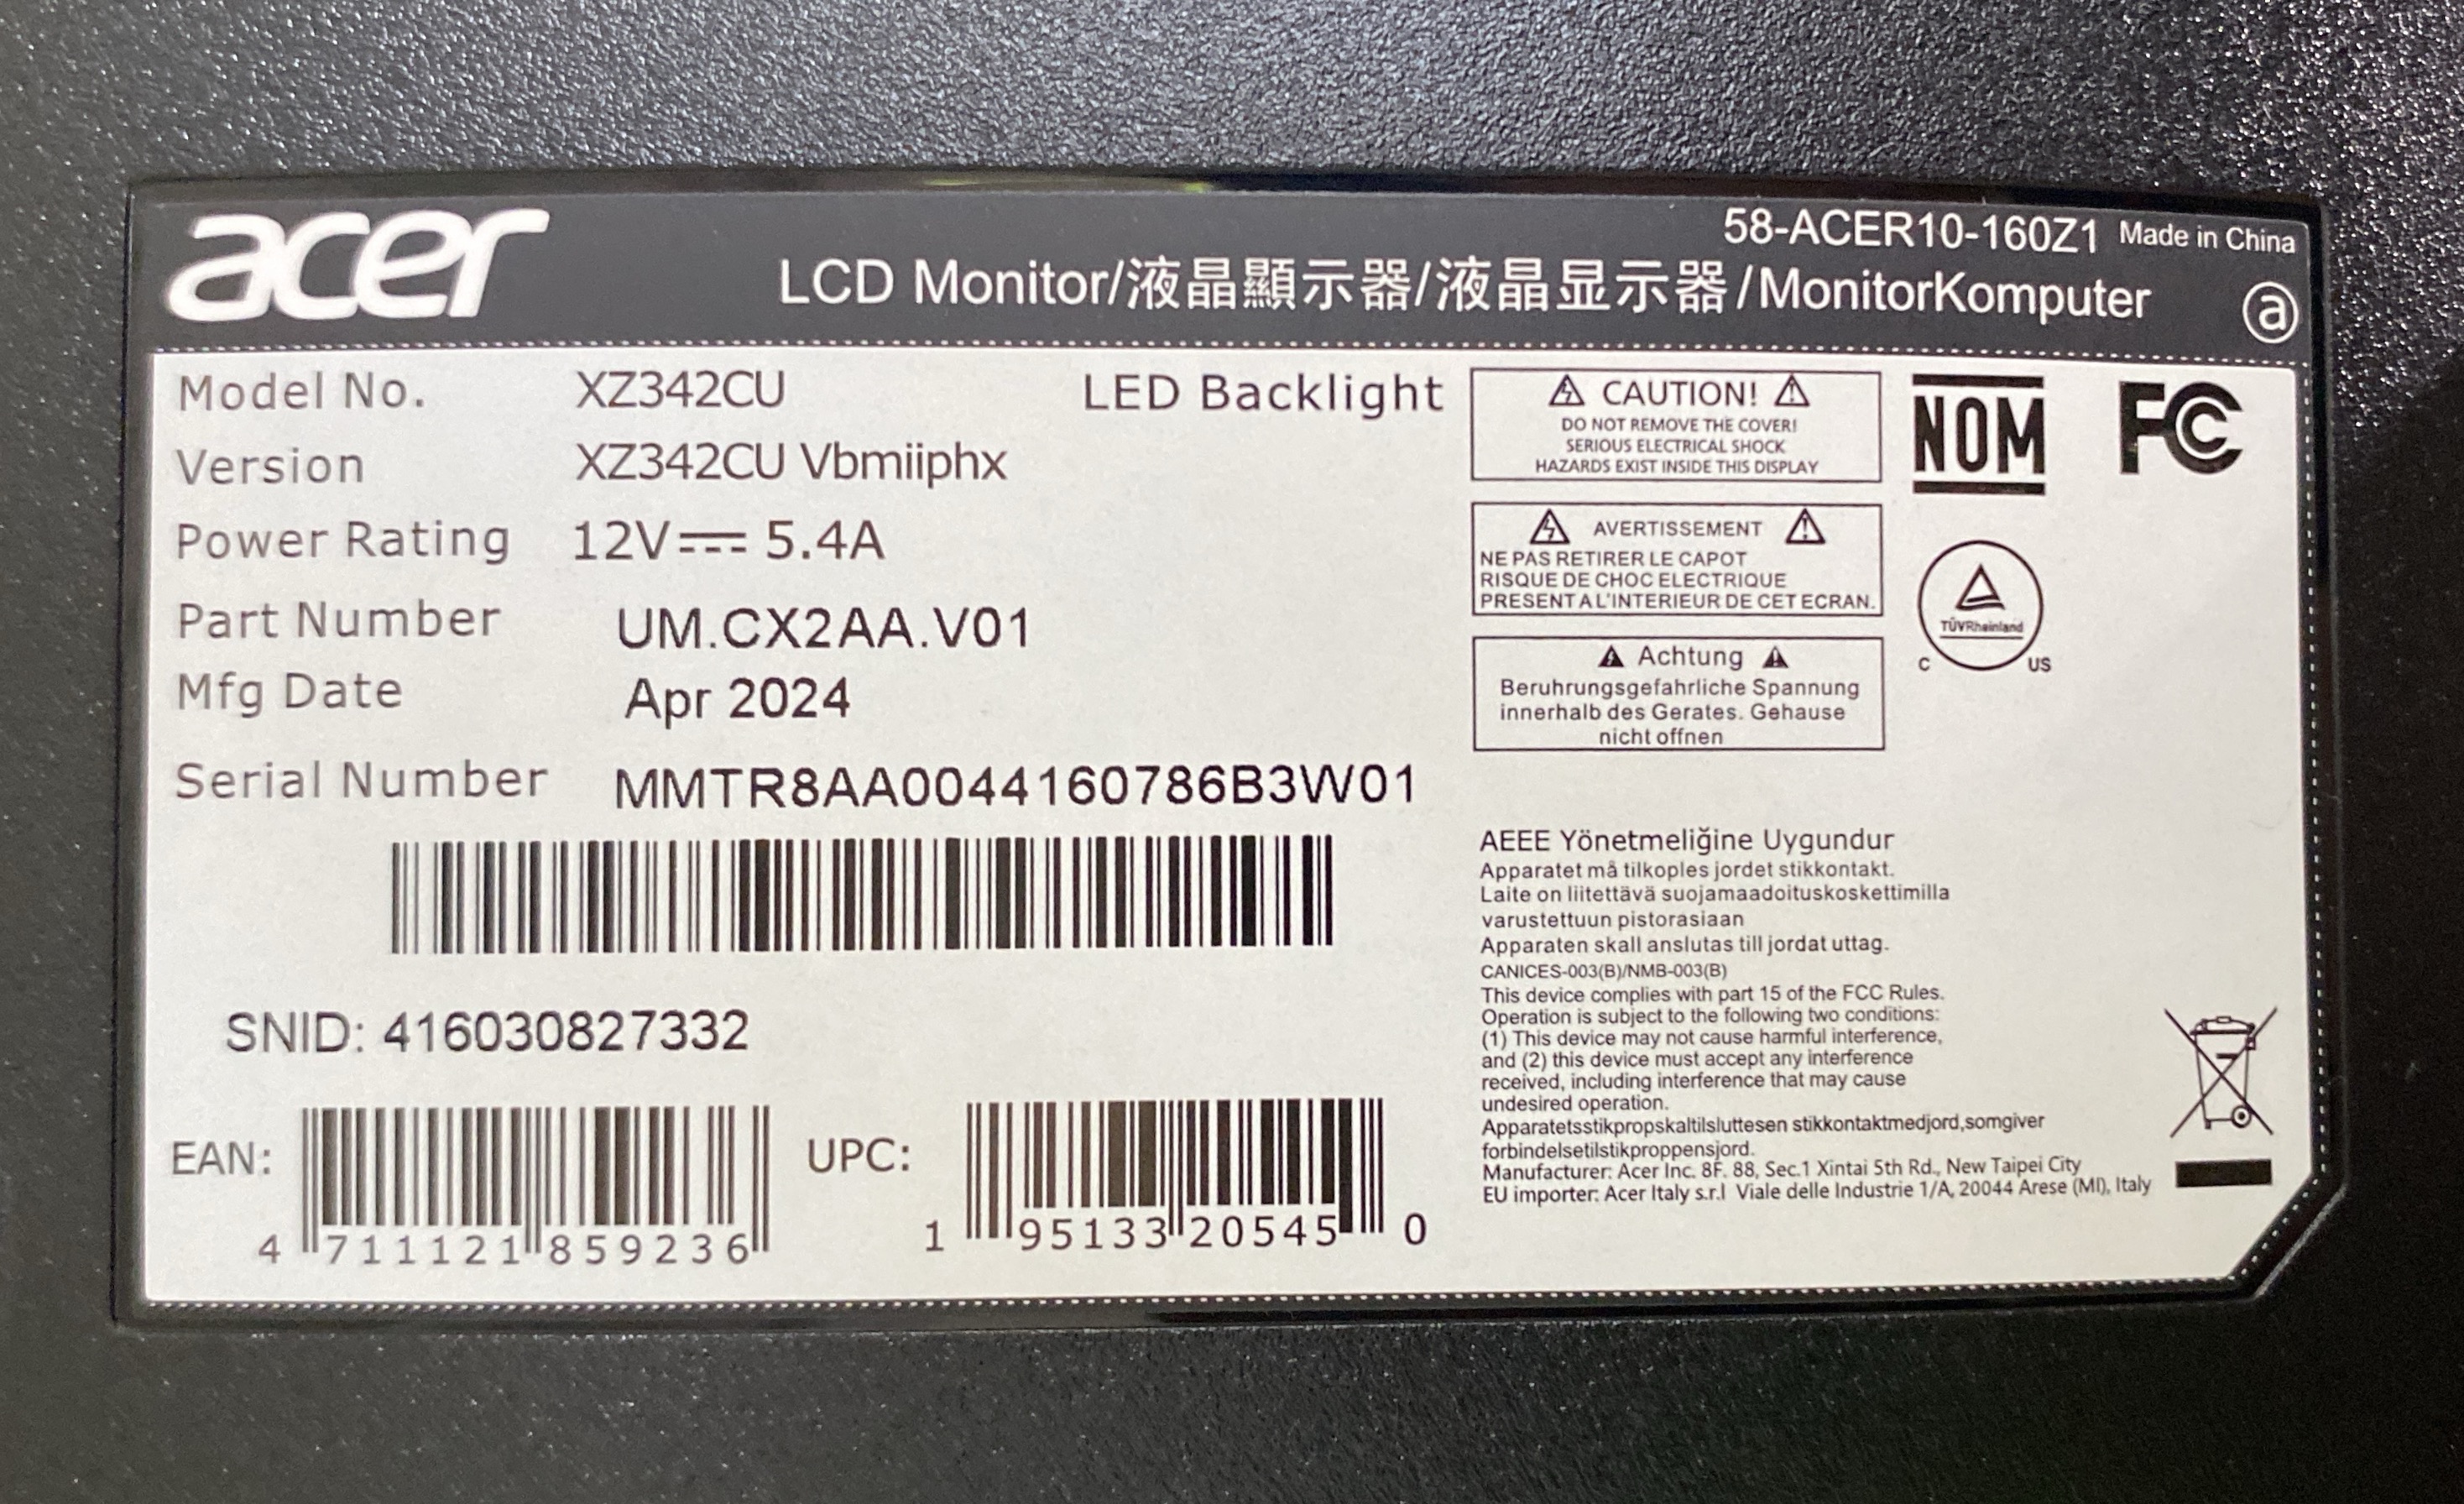 acer
58-ACER10-160Z1 Made in China
LCD Monitor/液晶顯示器/液晶显示器/MonitorKomputer
a
Model No. XZ342CU LED Backlight
Version XZ342CU Vbmiiphx
Power Rating 12V⎓5.4A
Part Number UM.CX2AA.V01
Mfg Date Apr 2024
Serial Number MMTR8AA0044160786B3W01
SNID: 416030827332
EAN:
4 711121 859236
UPC:
1 95133 20545 0
CAUTION!
DO NOT REMOVE THE COVER!
SERIOUS ELECTRICAL SHOCK
HAZARDS EXIST INSIDE THIS DISPLAY
AVERTISSEMENT
NE PAS RETIRER LE CAPOT
RISQUE DE CHOC ELECTRIQUE
PRESENT A L'INTERIEUR DE CET ECRAN.
Achtung
Beruhrungsgefahrliche Spannung
innerhalb des Gerates. Gehause
nicht offnen
NOM
FC
TÜVRheinland
C US
AEEE Yönetmeliğine Uygundur
Apparatet må tilkoples jordet stikkontakt.
Laite on liitettävä suojamaadoituskoskettimilla
varustettuun pistorasiaan
Apparaten skall anslutas till jordat uttag.
CANICES-003(B)/NMB-003(B)
This device complies with part 15 of the FCC Rules.
Operation is subject to the following two conditions:
(1) This device may not cause harmful interference,
and (2) this device must accept any interference
received, including interference that may cause
undesired operation.
Apparatetsstikpropskaltilsluttesen stikkontaktmedjord,somgiver
forbindelsetilstikproppensjord.
Manufacturer: Acer Inc. 8F. 88, Sec.1 Xintai 5th Rd., New Taipei City
EU importer: Acer Italy s.r.l Viale delle Industrie 1/A, 20044 Arese (MI), Italy